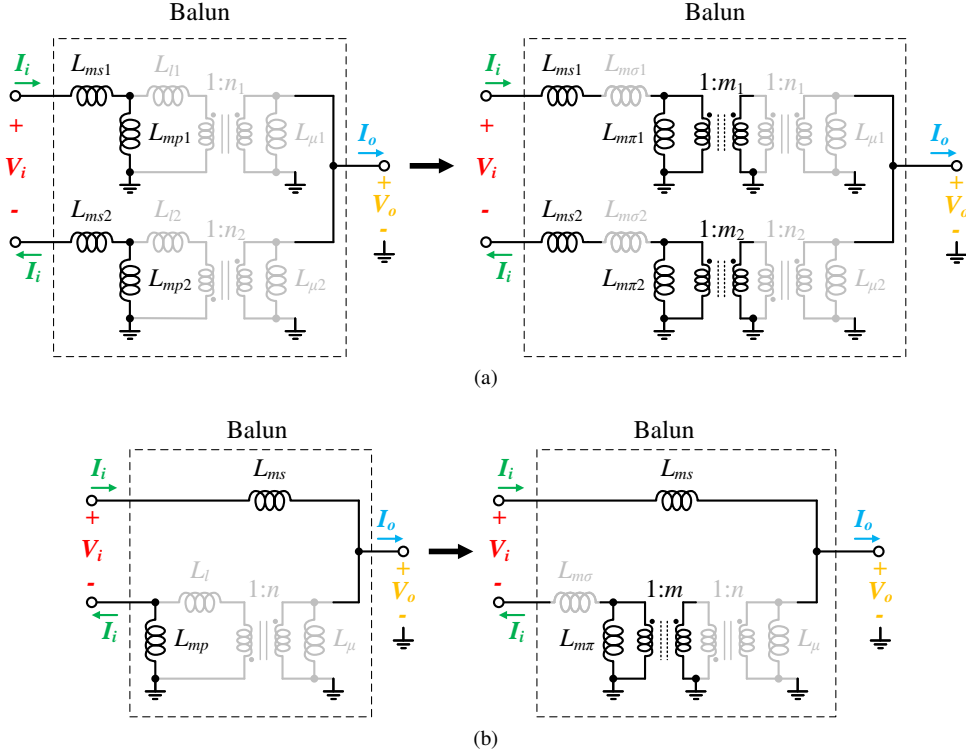 Balun
Balun
I_i L_ms1 L_l1 1:n_1
I_i L_ms1 L_mσ1 1:m_1 1:n_1
+ L_mp1 L_μ1 I_o
+ L_mπ1 L_μ1 I_o
V_i
V_i
+
+
- L_ms2 L_l2 1:n_2 V_o
- L_ms2 L_mσ2 1:m_2 1:n_2 V_o
-
-
I_i L_mp2 L_μ2
I_i L_mπ2 L_μ2
(a)
Balun
Balun
I_i L_ms
I_i L_ms
+ I_o
+ I_o
V_i
V_i
- L_l 1:n +
- L_mσ 1:m 1:n +
V_o
V_o
I_i L_mp L_μ -
I_i L_mπ L_μ -
(b)